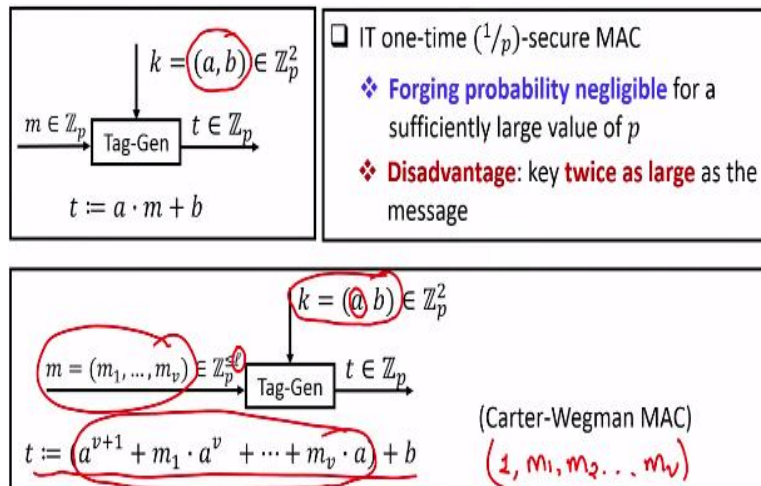 k = (a, b) ∈ ℤ_p^2
m ∈ ℤ_p
Tag-Gen
t ∈ ℤ_p
t ≔ a · m + b
❑ IT one-time (1/p)-secure MAC
❖ Forging probability negligible for a
sufficiently large value of p
❖ Disadvantage: key twice as large as the
message
k = (a, b) ∈ ℤ_p^2
m = (m_1, …, m_v) ∈ ℤ_p^{≤ℓ}
Tag-Gen
t ∈ ℤ_p
(Carter-Wegman MAC)
t ≔ (a^{v+1} + m_1 · a^v + ⋯ + m_v · a) + b
(1, m_1, m_2 ... m_v)